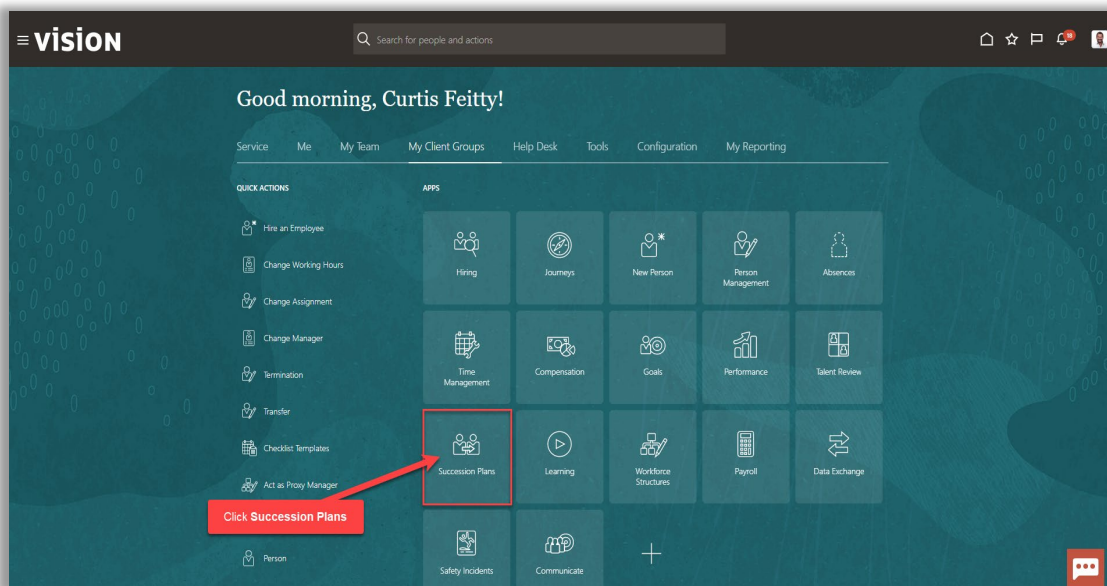 vısıoN
Search for people and actions
18
Good morning, Curtis Feitty!
Service Me My Team My Client Groups Help Desk Tools Configuration My Reporting
QUICK ACTIONS
APPS
Hire an Employee
Change Working Hours
Change Assignment
Change Manager
Termination
Transfer
Checklist Templates
Act as Proxy Manager
Person
Hiring
Journeys
New Person
Person
Management
Absences
Time
Management
Compensation
Goals
Performance
Talent Review
Succession Plans
Learning
Workforce
Structures
Payroll
Data Exchange
Safety Incidents
Communicate
Click Succession Plans